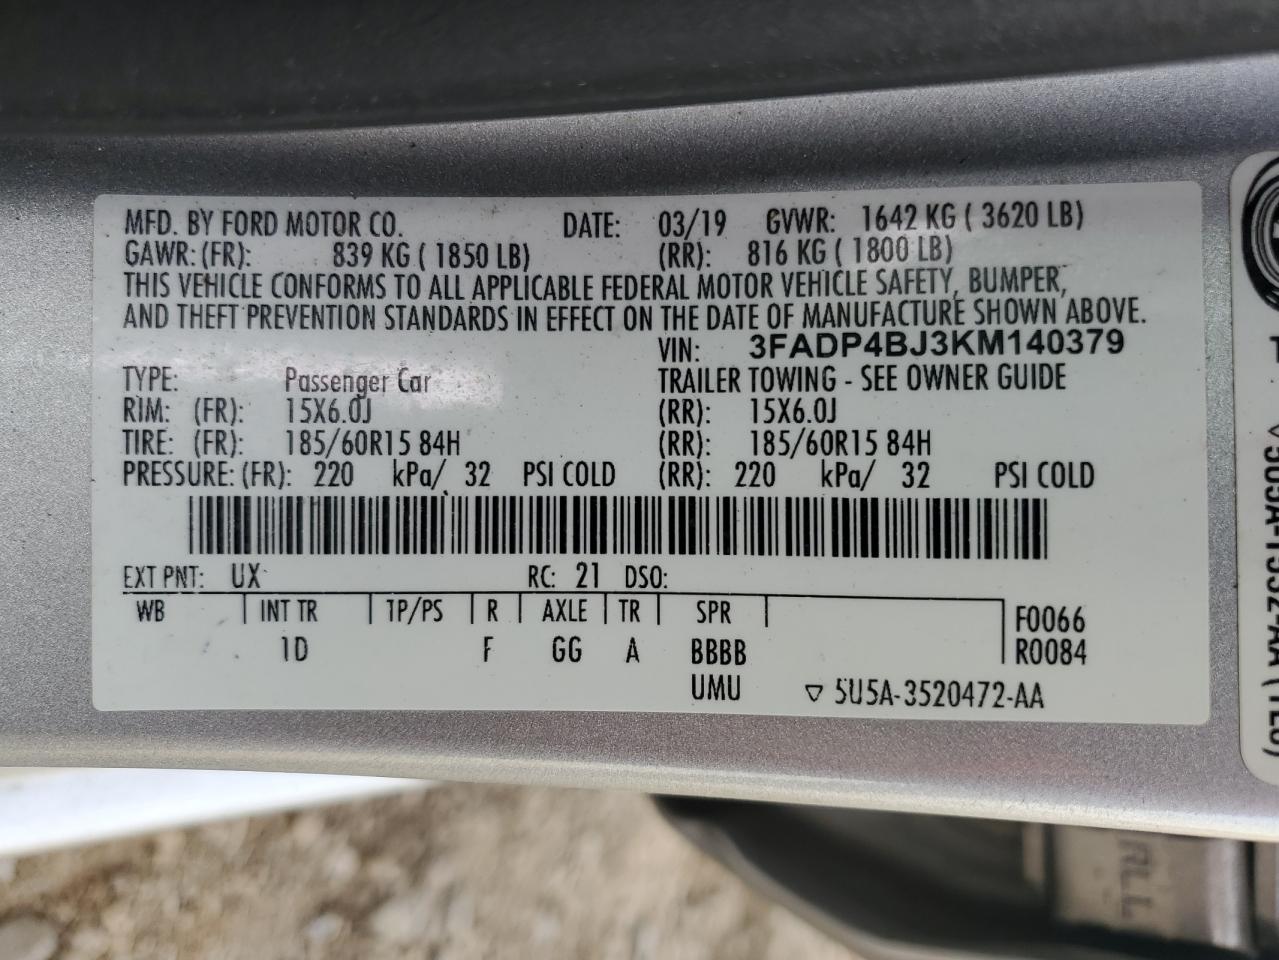 MFD. BY FORD MOTOR CO. DATE: 03/19 GVWR: 1642 KG ( 3620 LB)
GAWR: (FR): 839 KG ( 1850 LB) (RR): 816 KG ( 1800 LB)
THIS VEHICLE CONFORMS TO ALL APPLICABLE FEDERAL MOTOR VEHICLE SAFETY, BUMPER,
AND THEFT PREVENTION STANDARDS IN EFFECT ON THE DATE OF MANUFACTURE SHOWN ABOVE.
VIN: 3FADP4BJ3KM140379
TYPE: Passenger Car TRAILER TOWING - SEE OWNER GUIDE
RIM: (FR): 15X6.0J (RR): 15X6.0J
TIRE: (FR): 185/60R15 84H (RR): 185/60R15 84H
PRESSURE: (FR): 220 kPa/ 32 PSI COLD (RR): 220 kPa/ 32 PSI COLD
EXT PNT: UX RC: 21 DSO:
WB INT TR TP/PS R AXLE TR SPR F0066
1D F GG A BBBB R0084
UMU ▽ 5U5A-3520472-AA